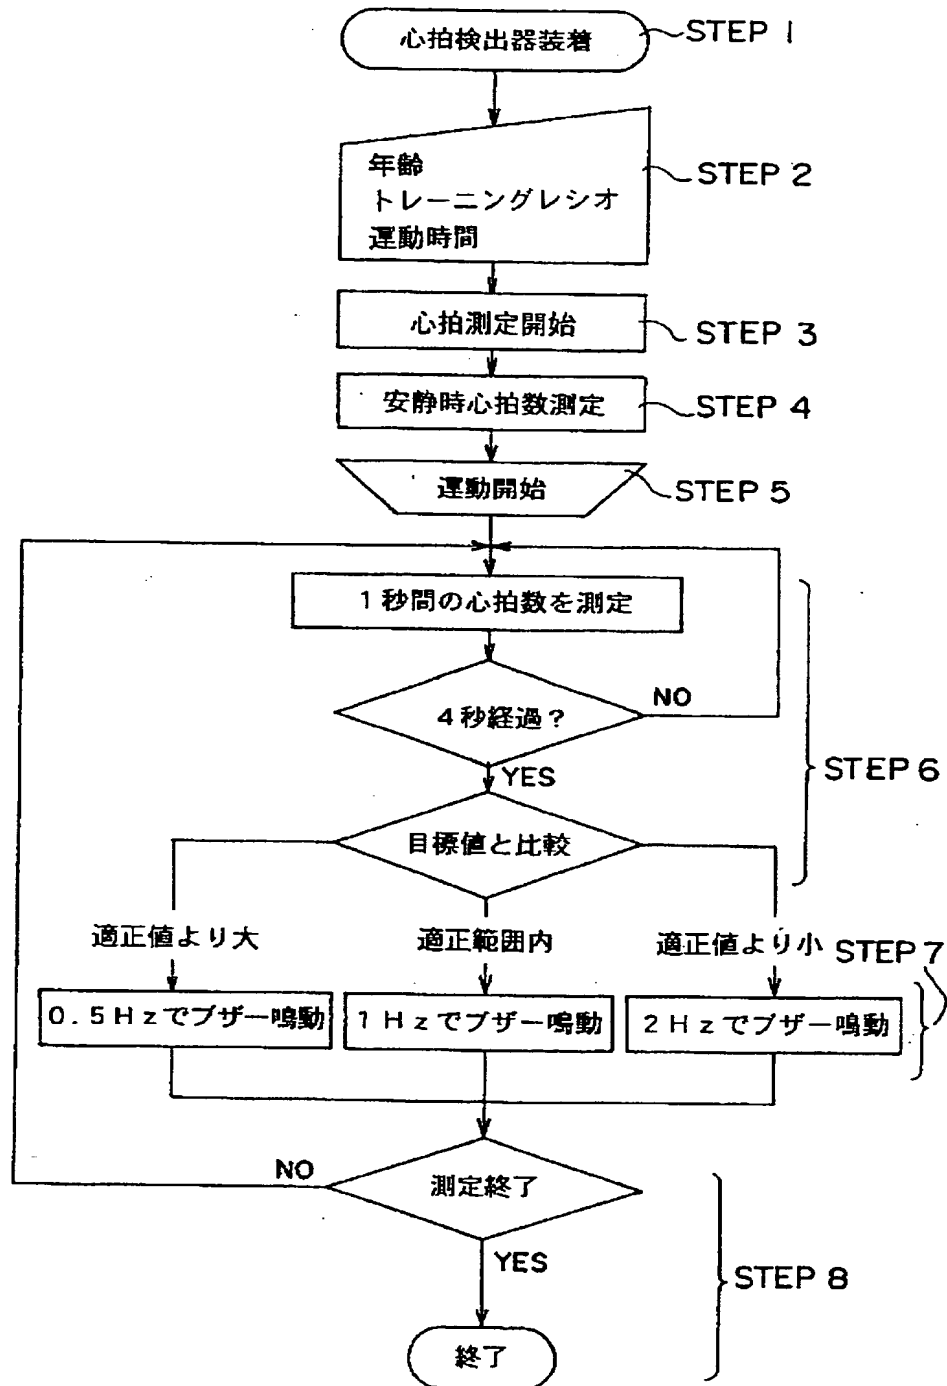 心拍検出器装着
STEP 1
年齢
トレーニングレシオ
運動時間
STEP 2
心拍測定開始
STEP 3
安静時心拍数測定
STEP 4
運動開始
STEP 5
1秒間の心拍数を測定
4秒経過?
NO
YES
STEP 6
目標値と比較
適正値より大
適正範囲内
適正値より小
STEP 7
0.5Hzでブザー鳴動
1Hzでブザー鳴動
2Hzでブザー鳴動
測定終了
NO
YES
STEP 8
終了